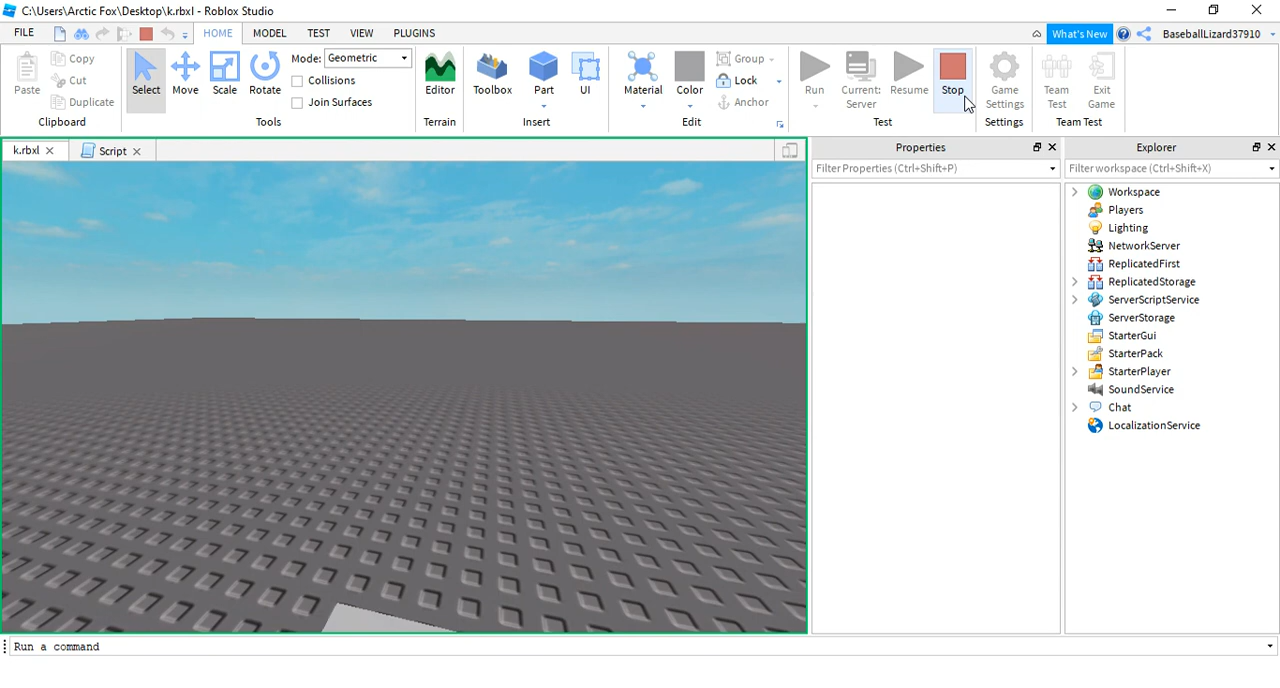 C:\Users\Arctic Fox\Desktop\k.rbxl - Roblox Studio
FILE HOME MODEL TEST VIEW PLUGINS What's New BaseballLizard37910
Paste Copy Cut Duplicate
Clipboard
Select Move Scale Rotate Mode: Geometric
Collisions
Join Surfaces
Tools
Editor
Terrain
Toolbox Part UI
Insert
Material Color Group Lock Anchor
Edit
Run Current: Server Resume Stop
Test
Game Settings
Settings
Team Test Exit Game
Team Test
k.rbxl Script
Properties
Filter Properties (Ctrl+Shift+P)
Explorer
Filter workspace (Ctrl+Shift+X)
Workspace
Players
Lighting
NetworkServer
ReplicatedFirst
ReplicatedStorage
ServerScriptService
ServerStorage
StarterGui
StarterPack
StarterPlayer
SoundService
Chat
LocalizationService
Run a command